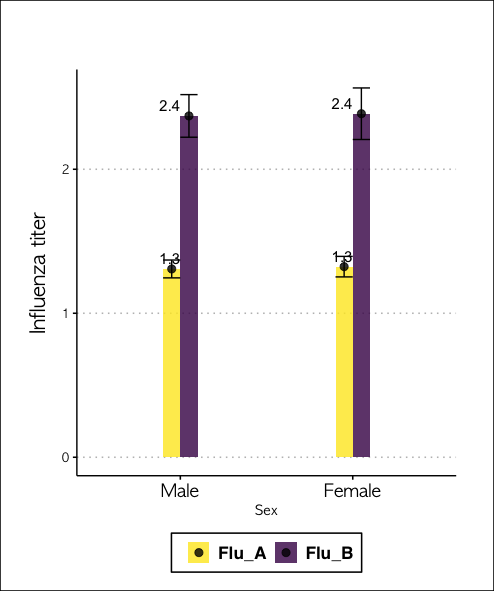 2.4
2.4
2
1.3
1.3
1
0
Influenza titer
Male
Female
Sex
Flu_A
Flu_B